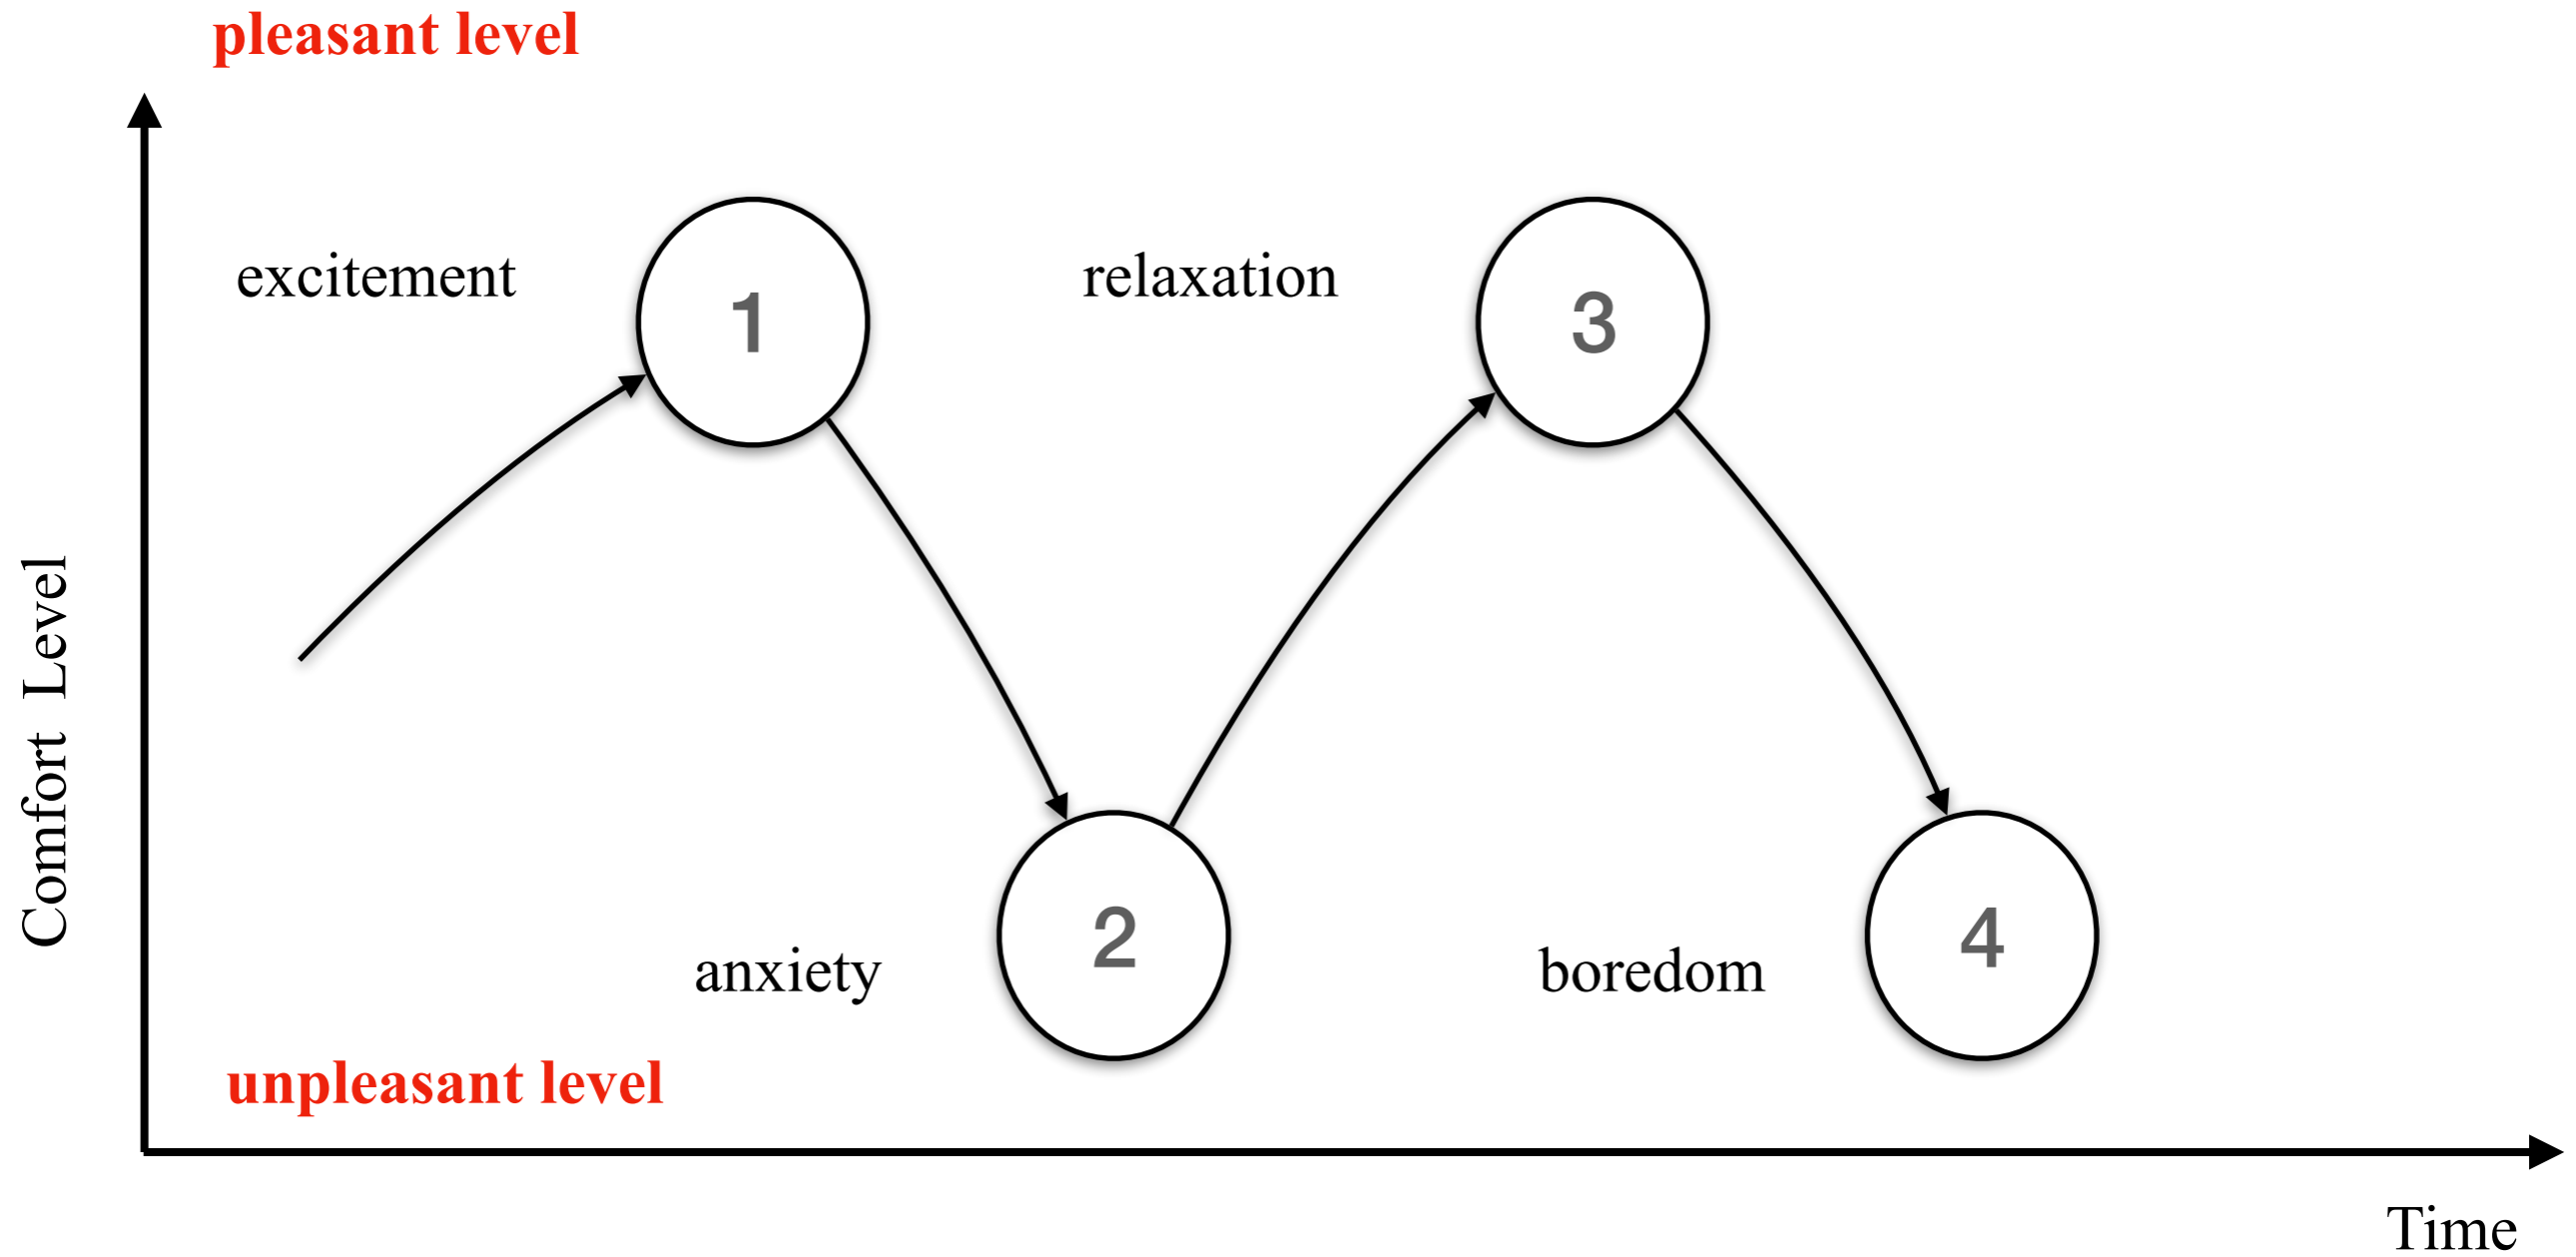 pleasant level
excitement
1
relaxation
3
Comfort Level
anxiety
2
boredom
4
unpleasant level
Time